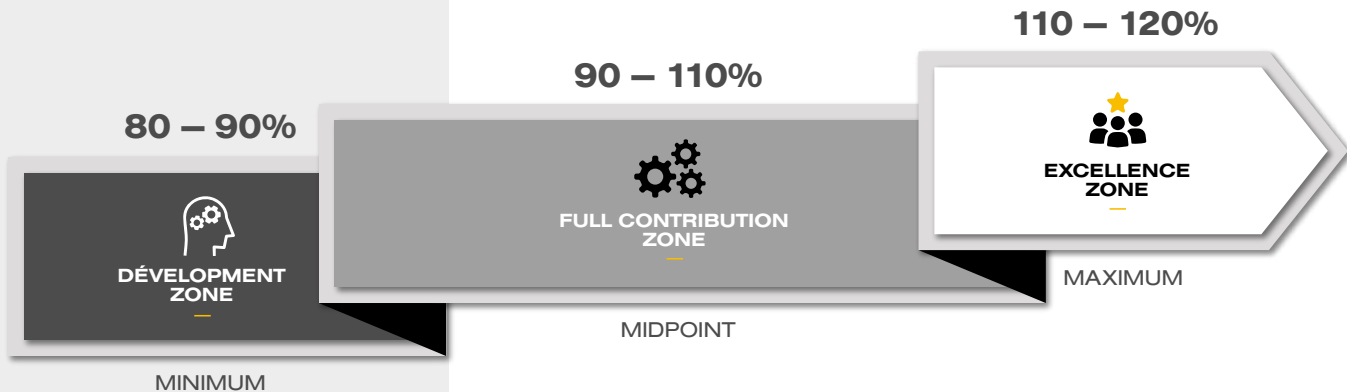 80 – 90%
DÉVELOPMENT
ZONE
MINIMUM
90 – 110%
FULL CONTRIBUTION
ZONE
MIDPOINT
110 – 120%
EXCELLENCE
ZONE
MAXIMUM